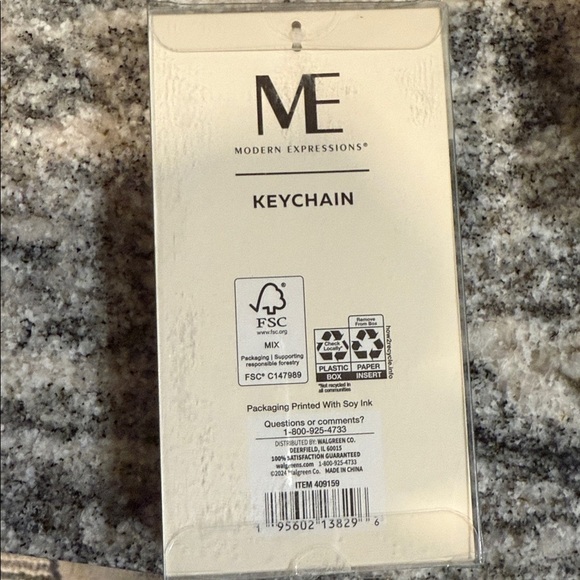 ME
MODERN EXPRESSIONS®
KEYCHAIN
FSC
www.fsc.org
MIX
Packaging | Supporting
responsible forestry
FSC® C147989
Check
Locally*
PLASTIC
BOX
*Not recycled in
all communities
Remove
From Box
PAPER
INSERT
how2recycle.info
Packaging Printed With Soy Ink
Questions or comments?
1-800-925-4733
DISTRIBUTED BY: WALGREEN CO.
DEERFIELD, IL 60015
100% SATISFACTION GUARANTEED
walgreens.com 1-800-925-4733
©2024 Walgreen Co. MADE IN CHINA
ITEM 409159
1 95602 13829 6